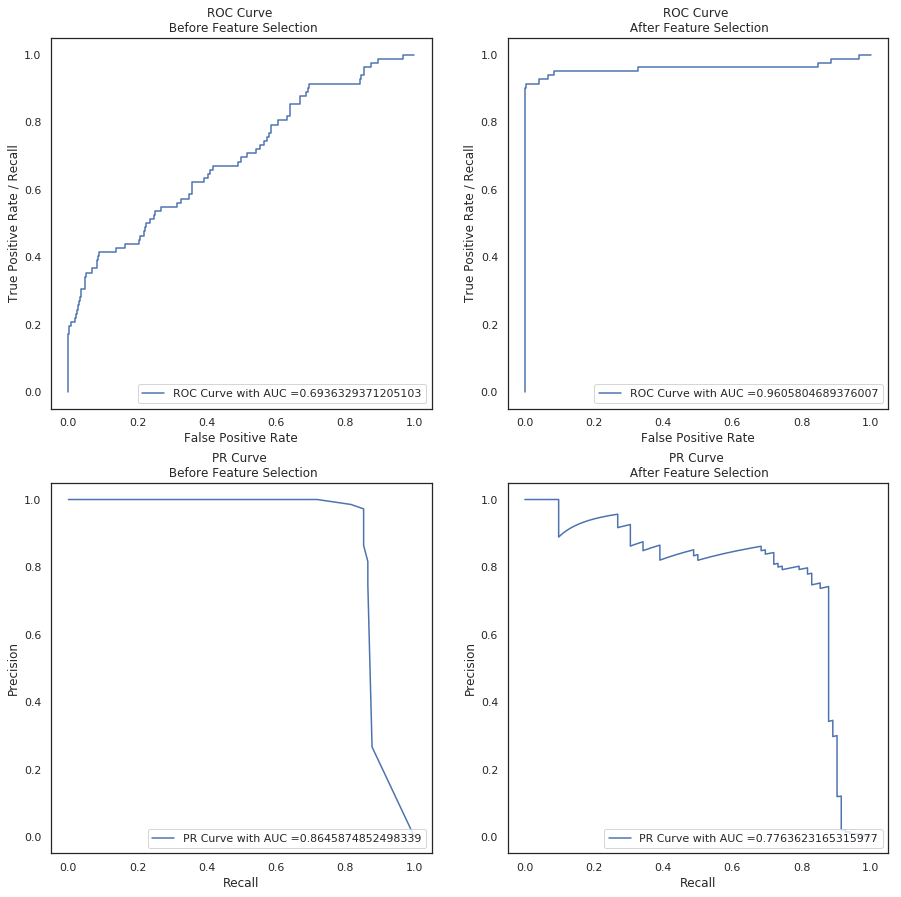 ROC Curve
Before Feature Selection
True Positive Rate / Recall
1.0
0.8
0.6
0.4
0.2
0.0
ROC Curve with AUC =0.6936329371205103
0.0 0.2 0.4 0.6 0.8 1.0
False Positive Rate
ROC Curve
After Feature Selection
True Positive Rate / Recall
1.0
0.8
0.6
0.4
0.2
0.0
ROC Curve with AUC =0.9605804689376007
0.0 0.2 0.4 0.6 0.8 1.0
False Positive Rate
PR Curve
Before Feature Selection
Precision
1.0
0.8
0.6
0.4
0.2
0.0
PR Curve with AUC =0.8645874852498339
0.0 0.2 0.4 0.6 0.8 1.0
Recall
PR Curve
After Feature Selection
Precision
1.0
0.8
0.6
0.4
0.2
0.0
PR Curve with AUC =0.7763623165315977
0.0 0.2 0.4 0.6 0.8 1.0
Recall